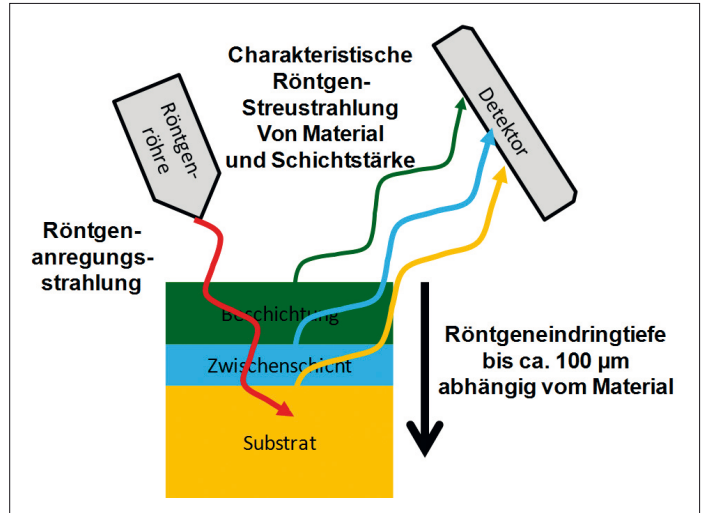 Charakteristische
Röntgen-
Streustrahlung
Von Material
und Schichtstärke
Röntgen-
röhre
Detektor
Röntgen-
anregungs-
strahlung
Beschichtung
Zwischenschicht
Substrat
Röntgeneindringtiefe
bis ca. 100 µm
abhängig vom Material